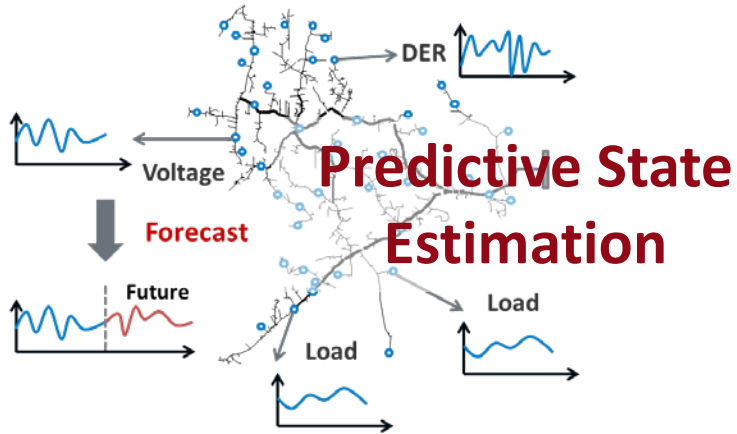 DER
Voltage
Predictive State
Estimation
Forecast
Future
Load
Load